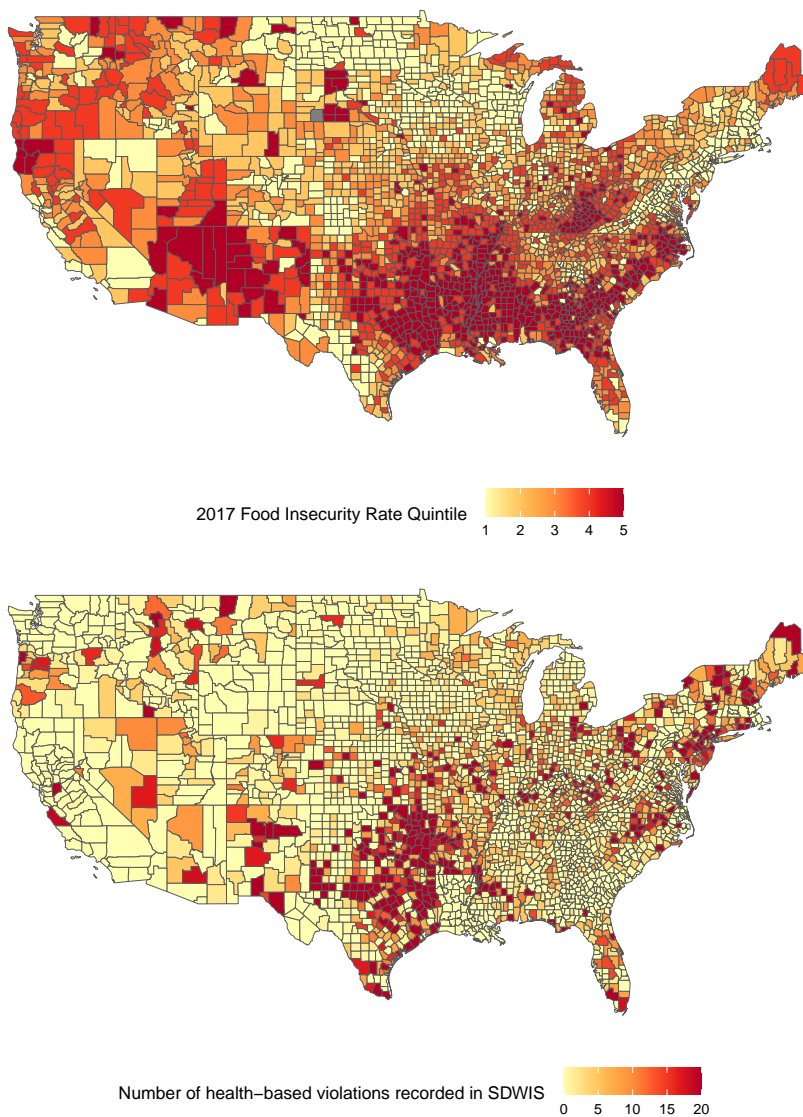 2017 Food Insecurity Rate Quintile
1 2 3 4 5
Number of health−based violations recorded in SDWIS
0 5 10 15 20